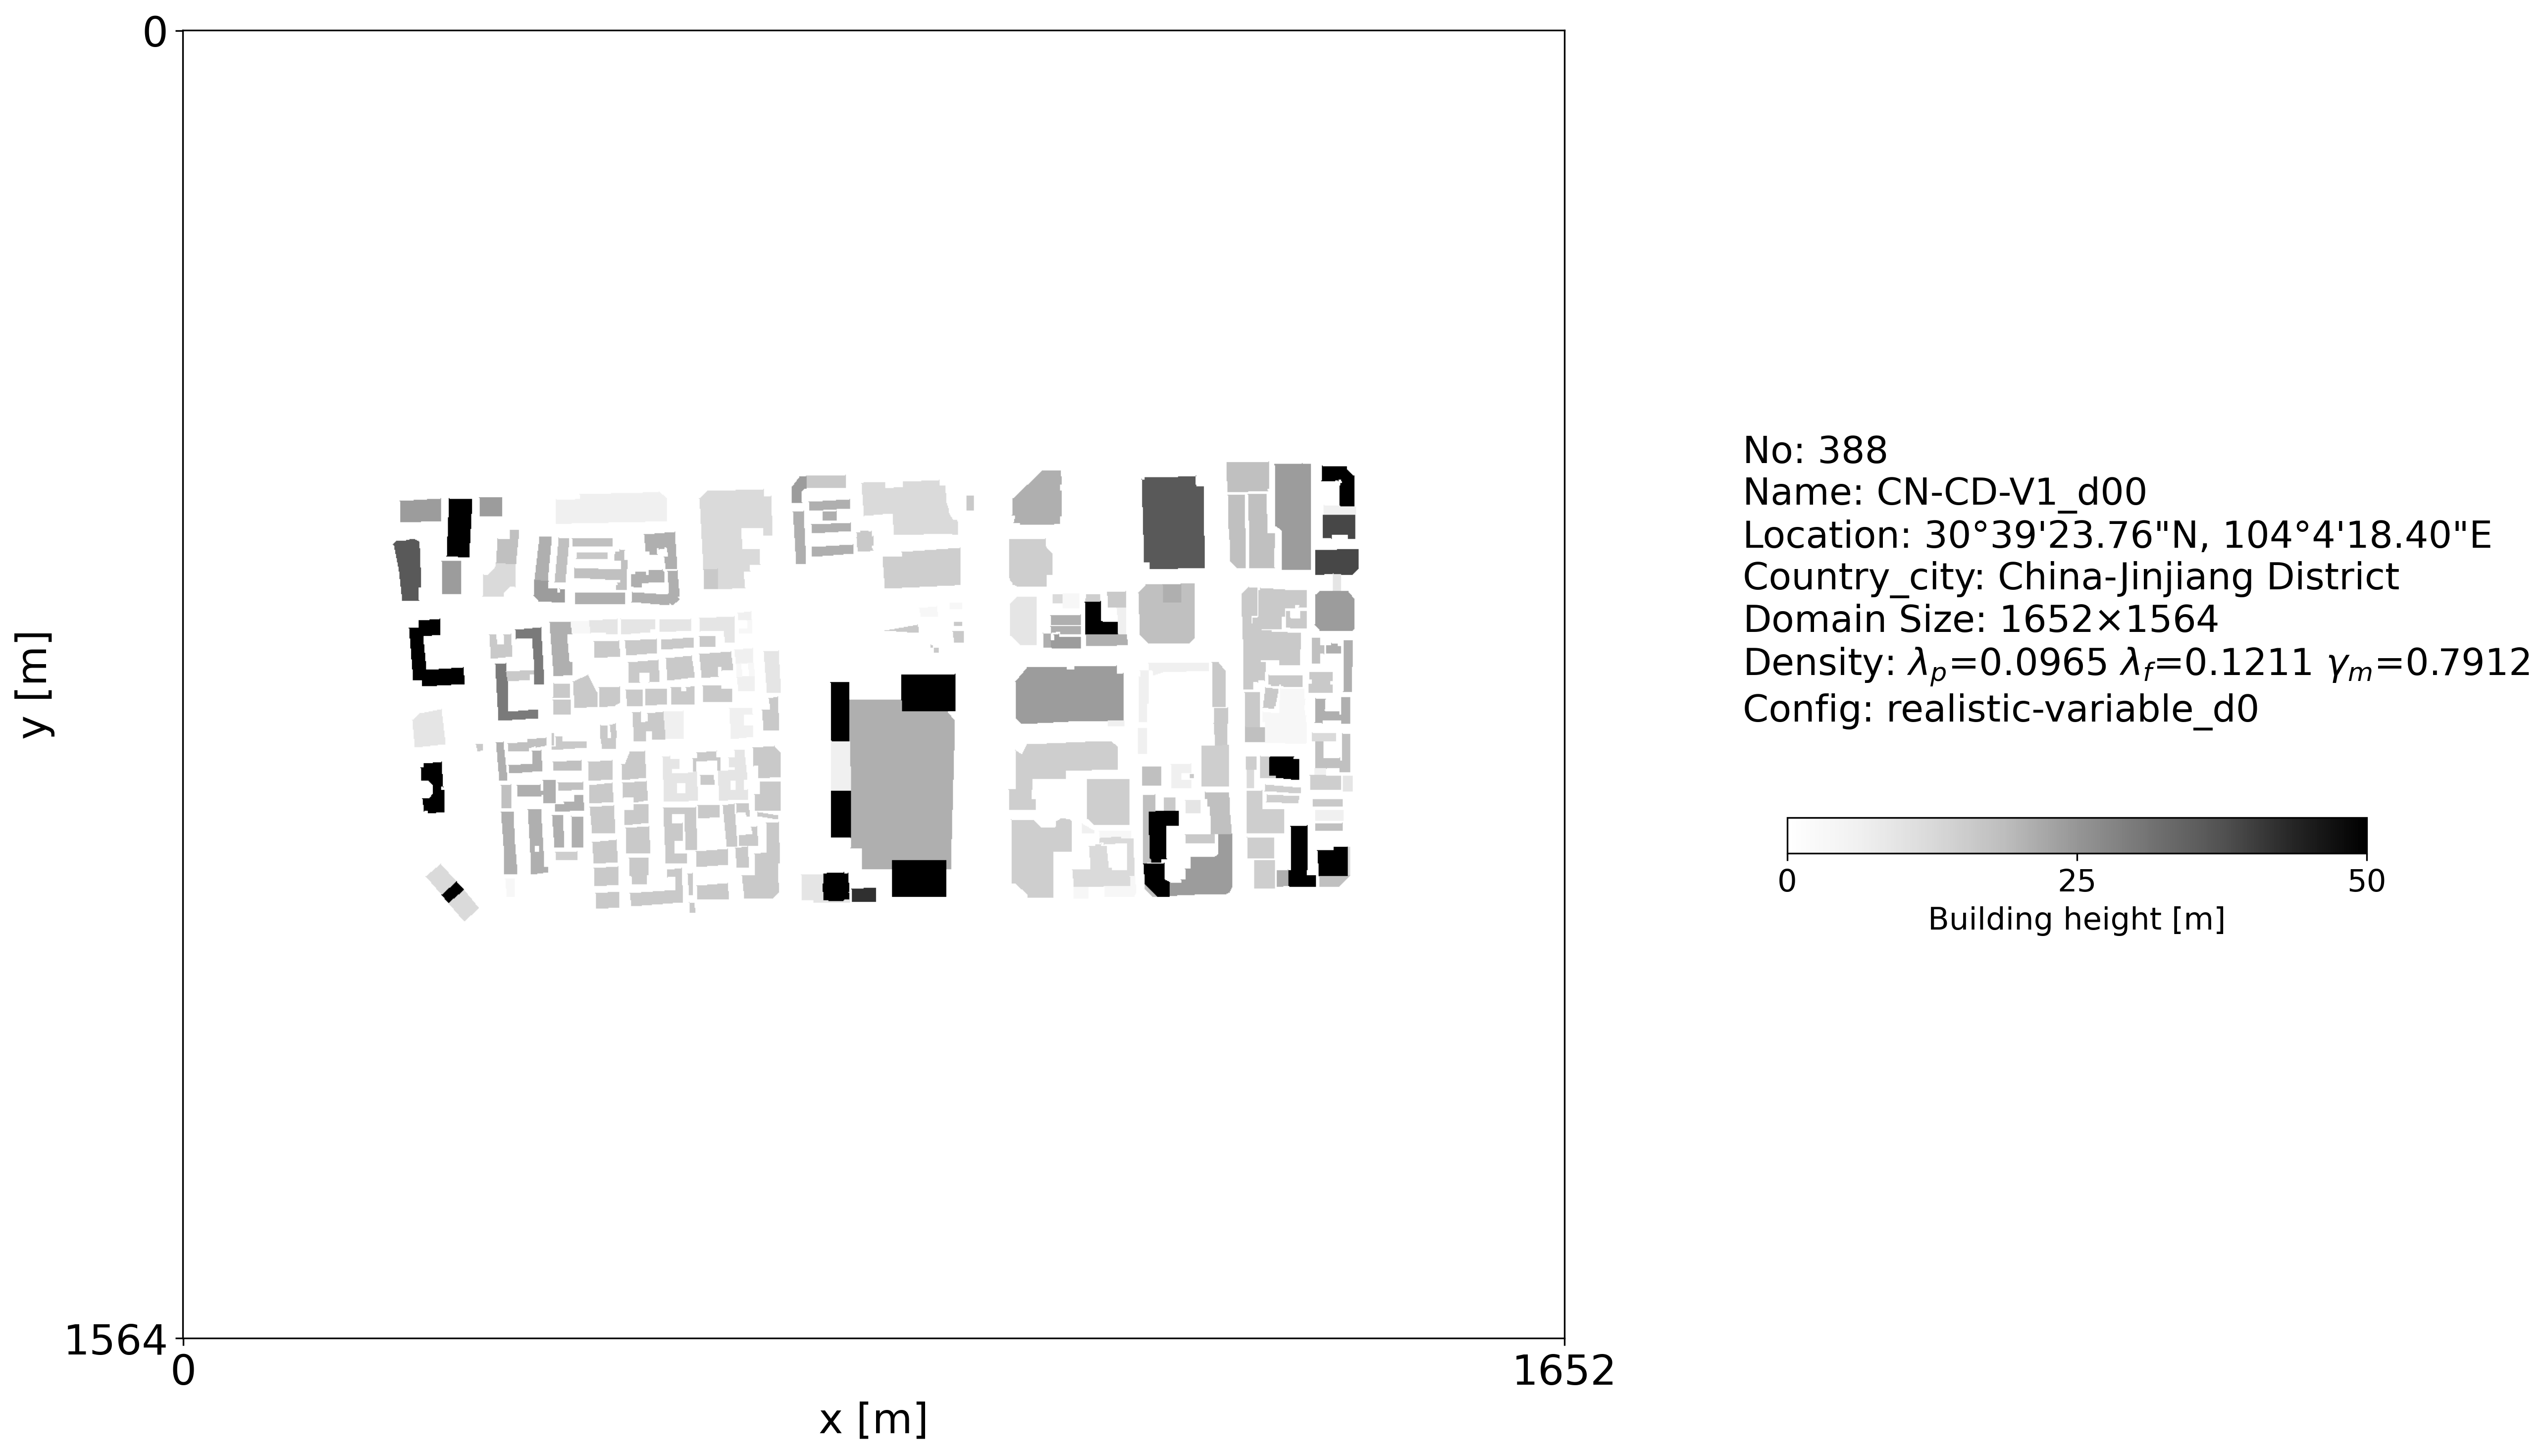 0
y [m]
1564
0
1652
x [m]
No: 388
Name: CN-CD-V1_d00
Location: 30°39'23.76"N, 104°4'18.40"E
Country_city: China-Jinjiang District
Domain Size: 1652×1564
Density: λp=0.0965 λf=0.1211 γm=0.7912
Config: realistic-variable_d0
0 25 50
Building height [m]